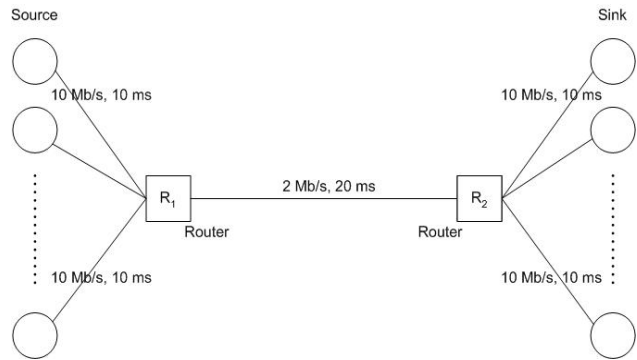 Source
Sink
10 Mb/s, 10 ms
10 Mb/s, 10 ms
2 Mb/s, 20 ms
R1
R2
Router
Router
10 Mb/s, 10 ms
10 Mb/s, 10 ms